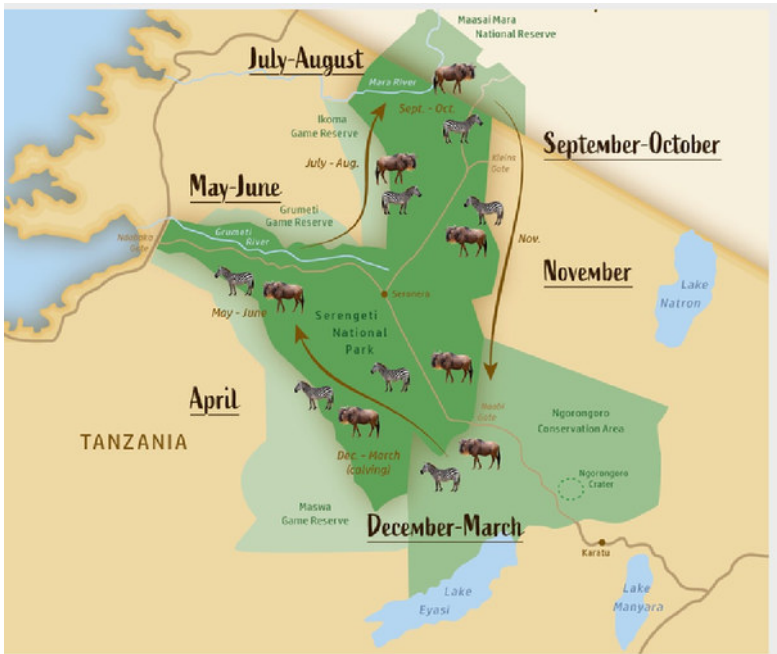 Maasai Mara
National Reserve
July-August
Mara River
Sept. - Oct.
Ikoma
Game Reserve
September-October
July - Aug.
Kleins
Gate
May-June
Grumeti
Game Reserve
Ndabaka
Gate
Grumeti
River
Nov.
November
Lake
Natron
Seronera
May - June
Serengeti
National
Park
April
Naabi
Gate
Ngorongoro
Conservation Area
TANZANIA
Dec. - March
(calving)
Ngorongoro
Crater
Maswa
Game Reserve
December-March
Karatu
Lake
Eyasi
Lake
Manyara